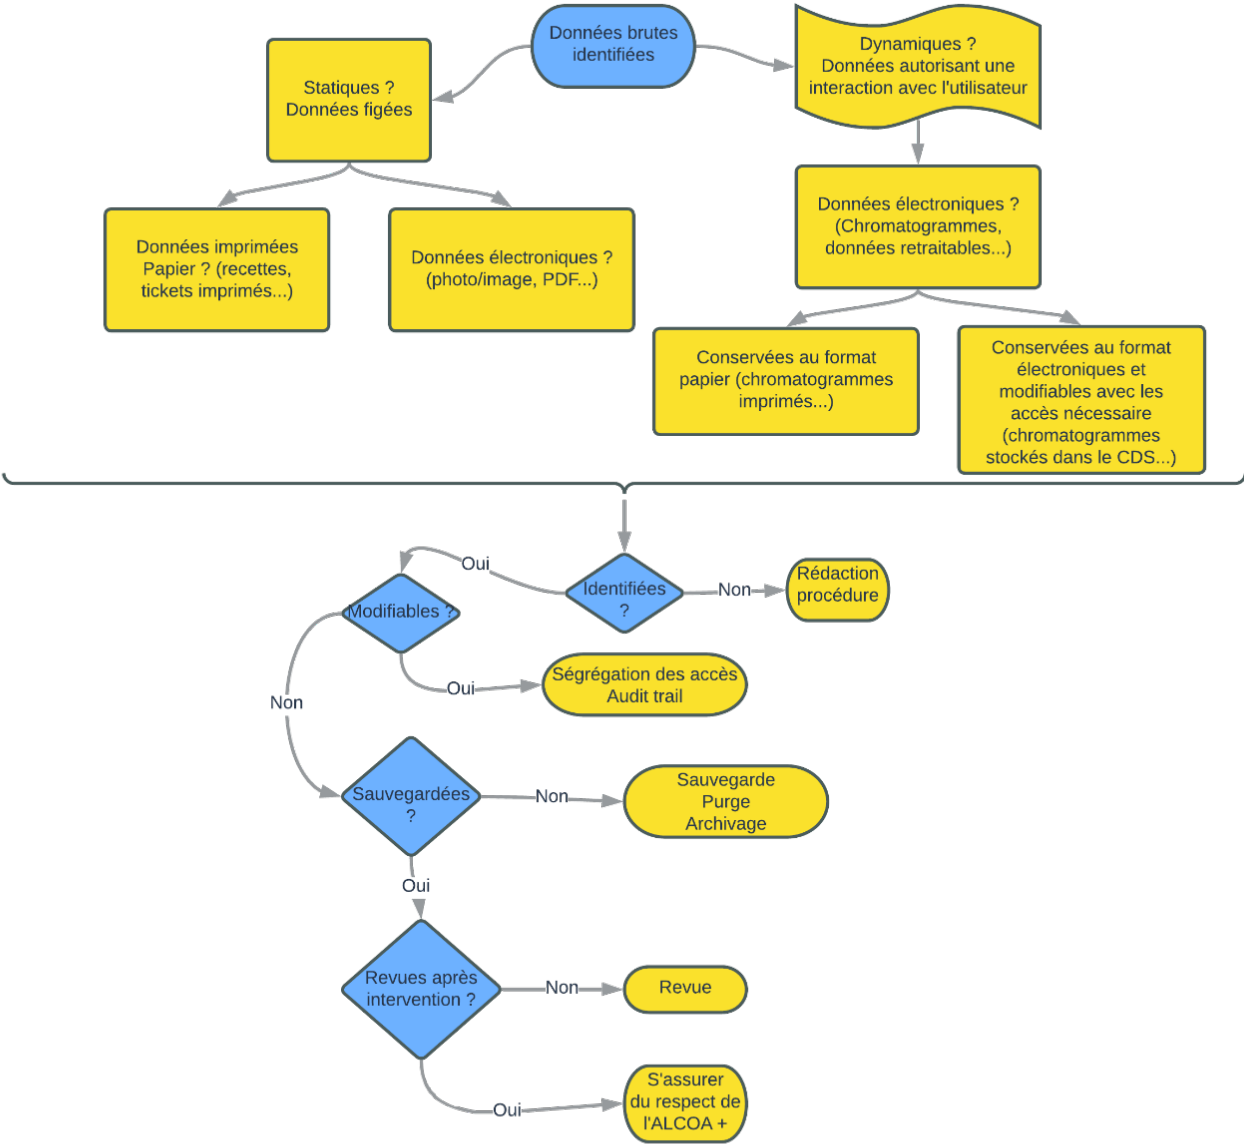 Données brutes
identifiées
Statiques ?
Données figées
Dynamiques ?
Données autorisant une
interaction avec l'utilisateur
Données imprimées
Papier ? (recettes,
tickets imprimés...)
Données électroniques ?
(photo/image, PDF...)
Données électroniques ?
(Chromatogrammes,
données retraitables...)
Conservées au format
papier (chromatogrammes
imprimés...)
Conservées au format
électroniques et
modifiables avec les
accès nécessaire
(chromatogrammes
stockés dans le CDS...)
Identifiées
?
Oui
Non
Rédaction
procédure
Modifiables ?
Oui
Ségrégation des accès
Audit trail
Non
Sauvegardées
?
Non
Sauvegarde
Purge
Archivage
Oui
Revues après
intervention ?
Non
Revue
Oui
S'assurer
du respect de
l'ALCOA +